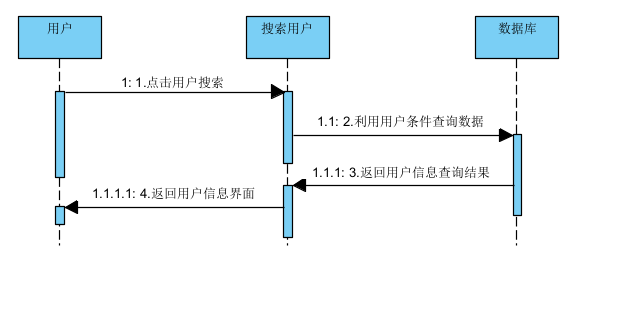 用户
搜索用户
数据库
1: 1.点击用户搜索
1.1: 2.利用用户条件查询数据
1.1.1: 3.返回用户信息查询结果
1.1.1.1: 4.返回用户信息界面